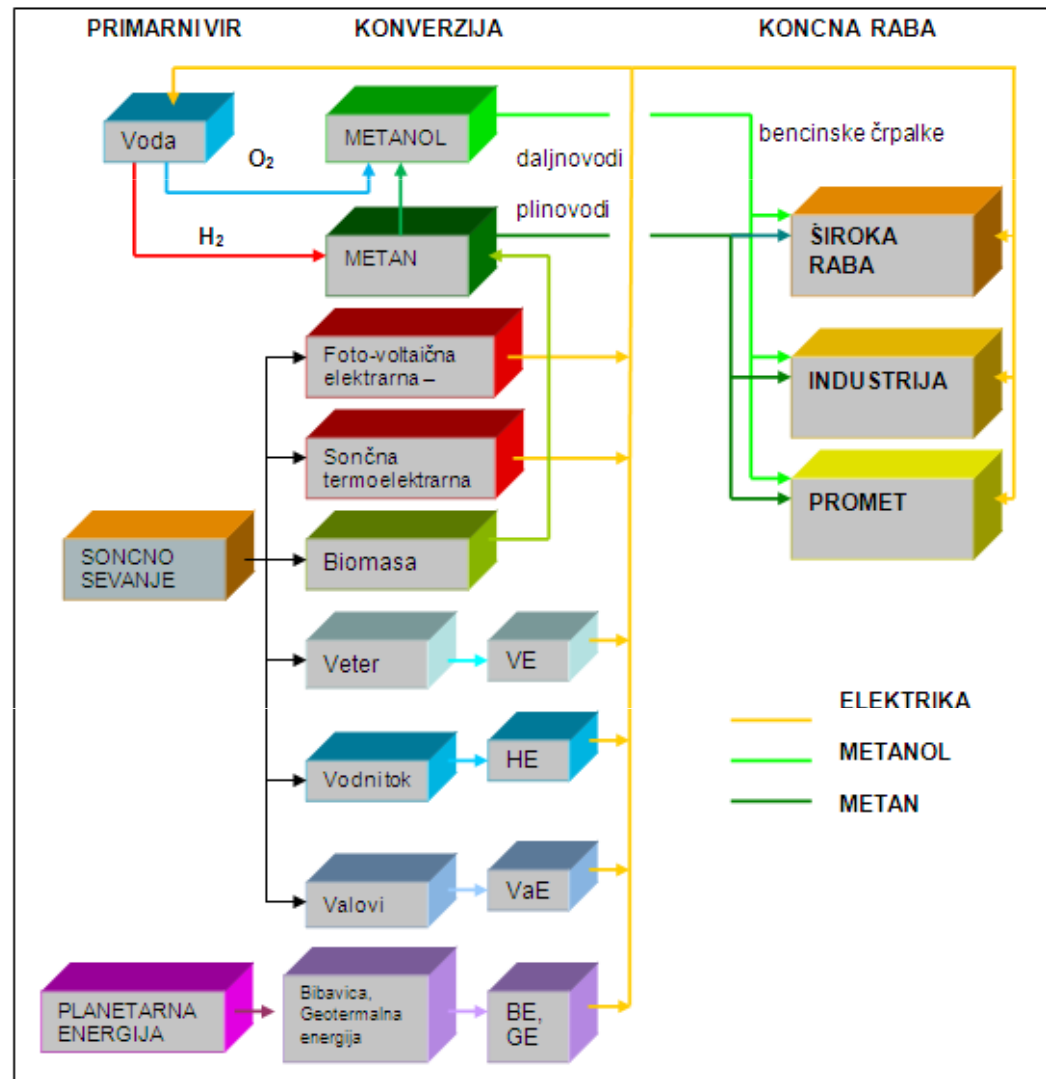 PRIMARNI VIR
KONVERZIJA
KONCNA RABA
Voda
METANOL
O₂
daljnovodi
bencinske črpalke
plinovodi
H₂
METAN
ŠIROKA
RABA
Foto-voltaična
elektrarna –
INDUSTRIJA
Sončna
termoelektrarna
PROMET
SONCNO
SEVANJE
Biomasa
Veter
VE
ELEKTRIKA
METANOL
METAN
Vodni tok
HE
Valovi
VaE
PLANETARNA
ENERGIJA
Bibavica,
Geotermalna
energija
BE,
GE